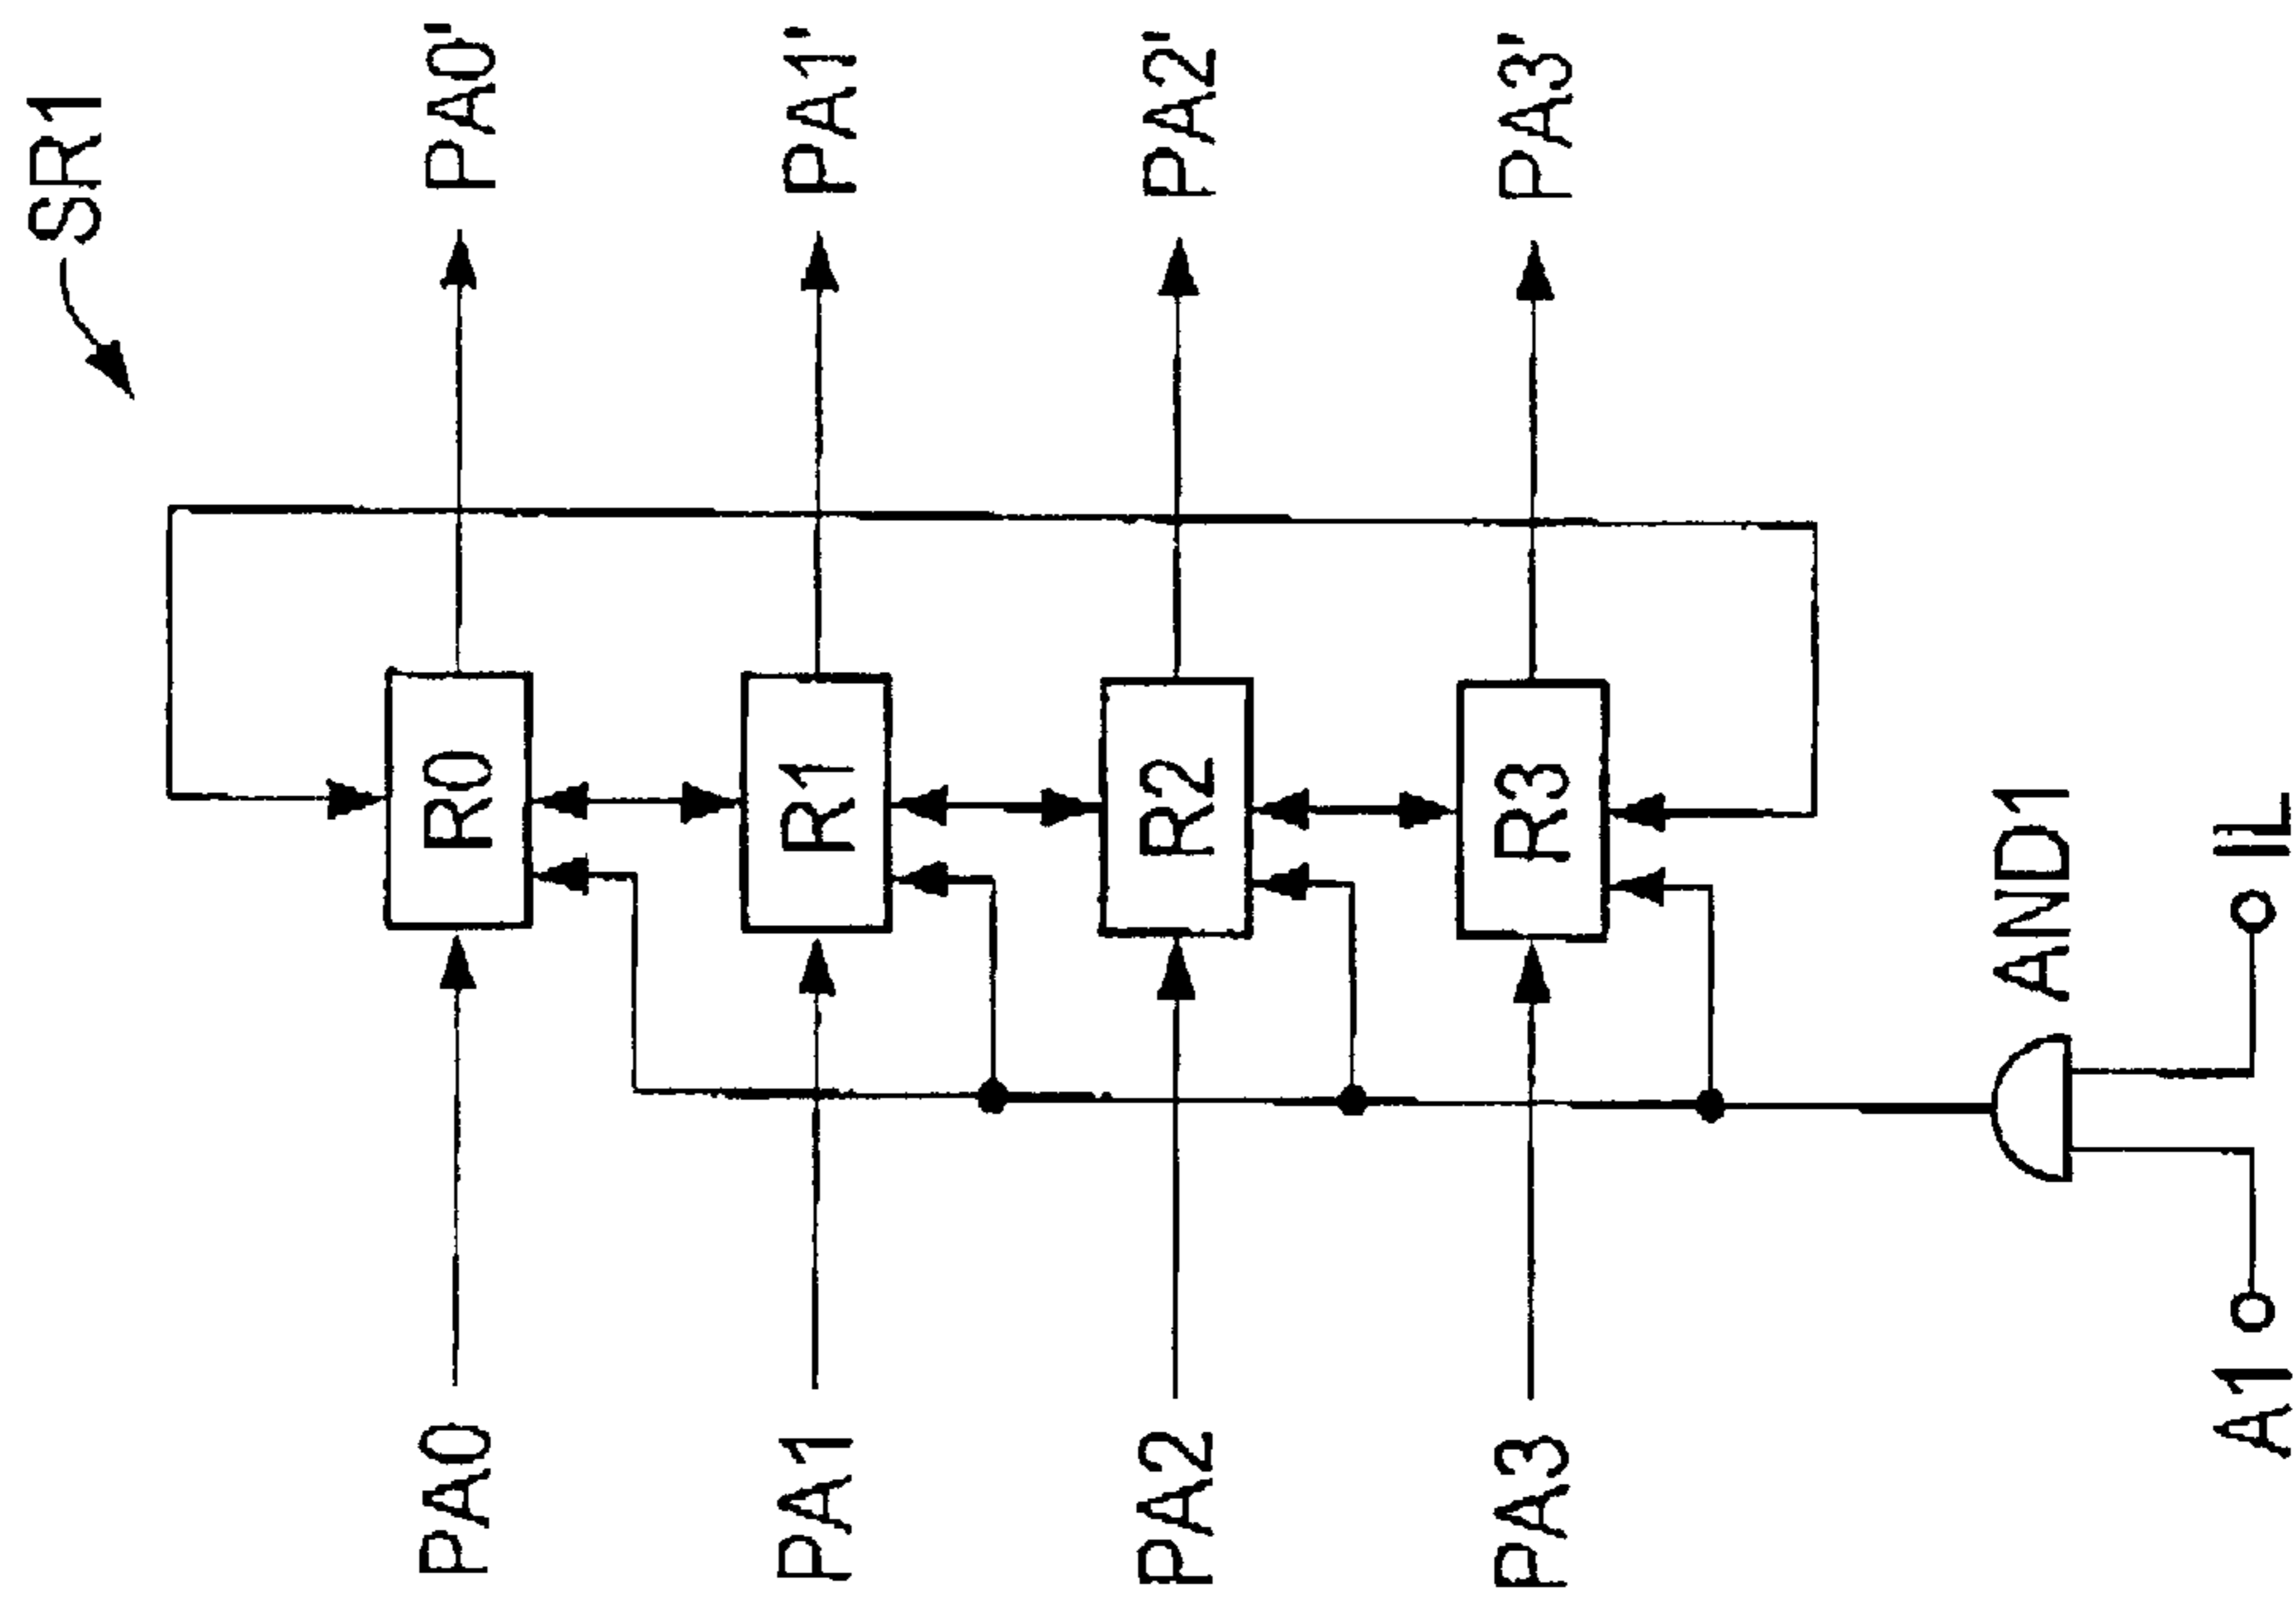 SR1
PA0 R0 PA0'
PA1 R1 PA1'
PA2 R2 PA2'
PA3 R3 PA3'
AND1
A1 IL